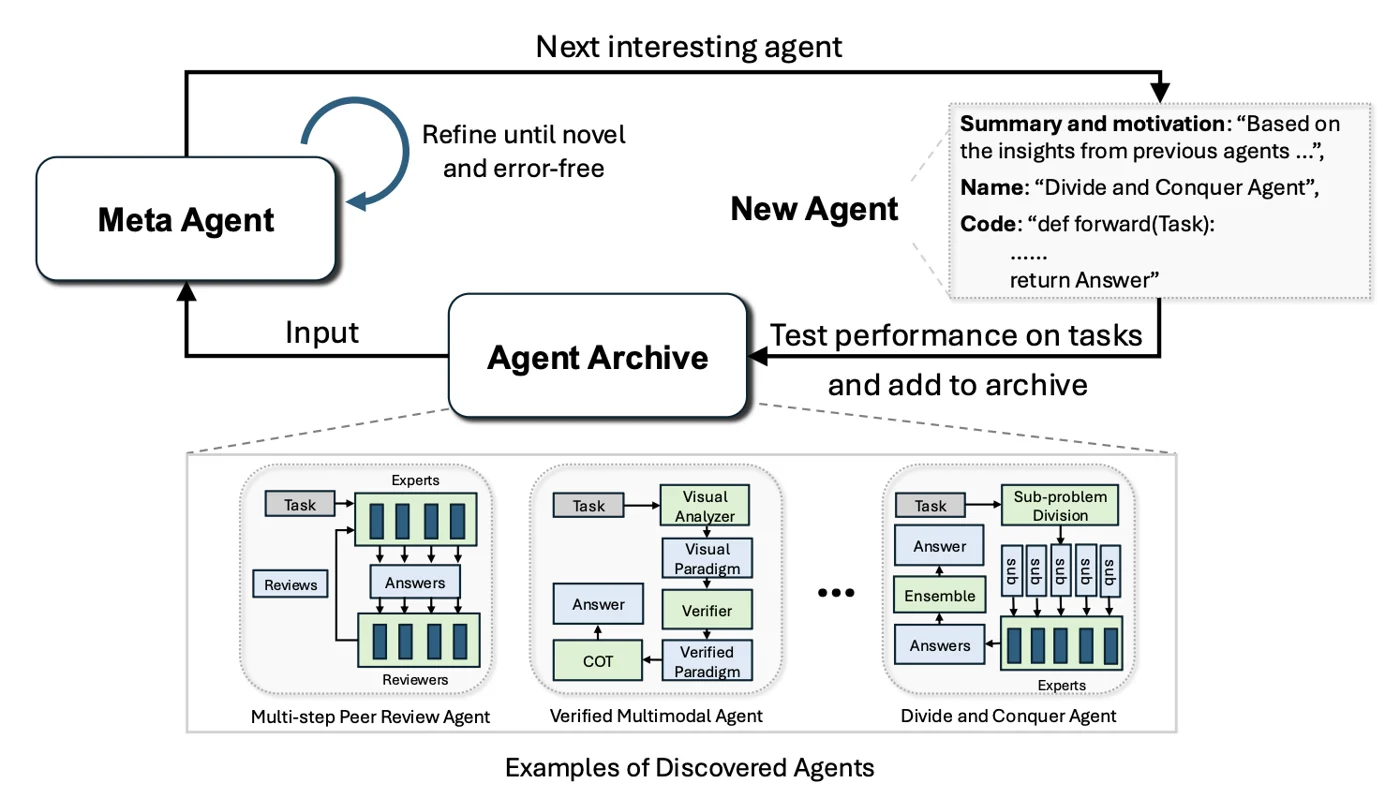 Next interesting agent
Refine until novel
and error-free
Meta Agent
New Agent
Summary and motivation: “Based on
the insights from previous agents ...”,
Name: “Divide and Conquer Agent”,
Code: “def forward(Task):
......
return Answer”
Input
Agent Archive
Test performance on tasks
and add to archive
Experts
Task
Reviews
Answers
Reviewers
Multi-step Peer Review Agent
Task
Visual
Analyzer
Visual
Paradigm
Answer
Verifier
COT
Verified
Paradigm
Verified Multimodal Agent
...
Task
Sub-problem
Division
Answer
sub
sub
sub
sub
sub
Ensemble
Answers
Experts
Divide and Conquer Agent
Examples of Discovered Agents